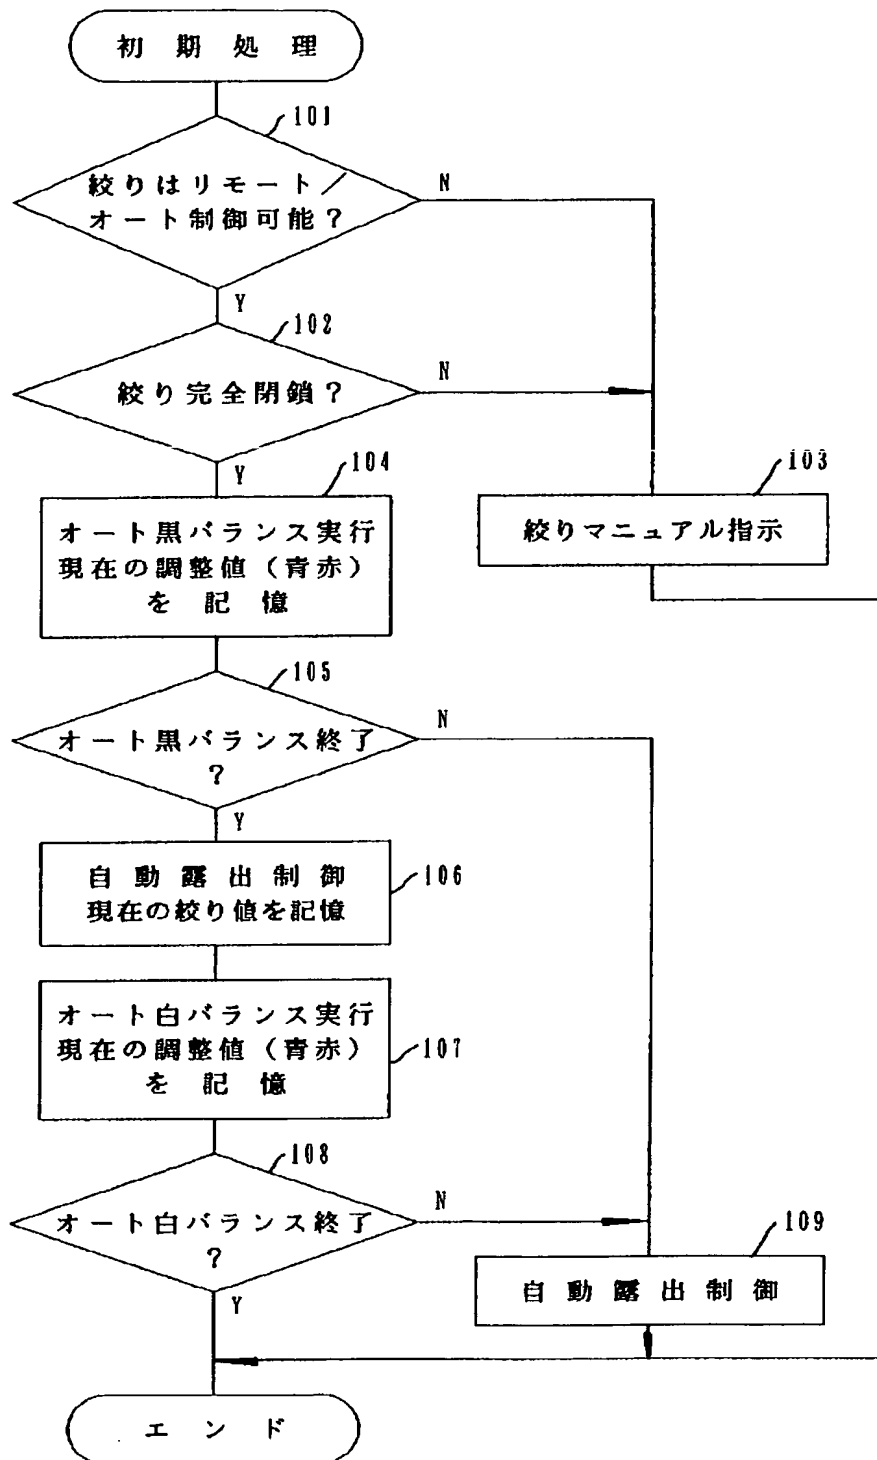 初期処理
101
絞りはリモート／
オート制御可能？
N
Y
102
絞り完全閉鎖？
N
Y
104
オート黒バランス実行
現在の調整値（青赤）
を記憶
103
絞りマニュアル指示
105
オート黒バランス終了
？
N
Y
自動露出制御
現在の絞り値を記憶
106
オート白バランス実行
現在の調整値（青赤）
を記憶
107
108
オート白バランス終了
？
N
Y
109
自動露出制御
エンド